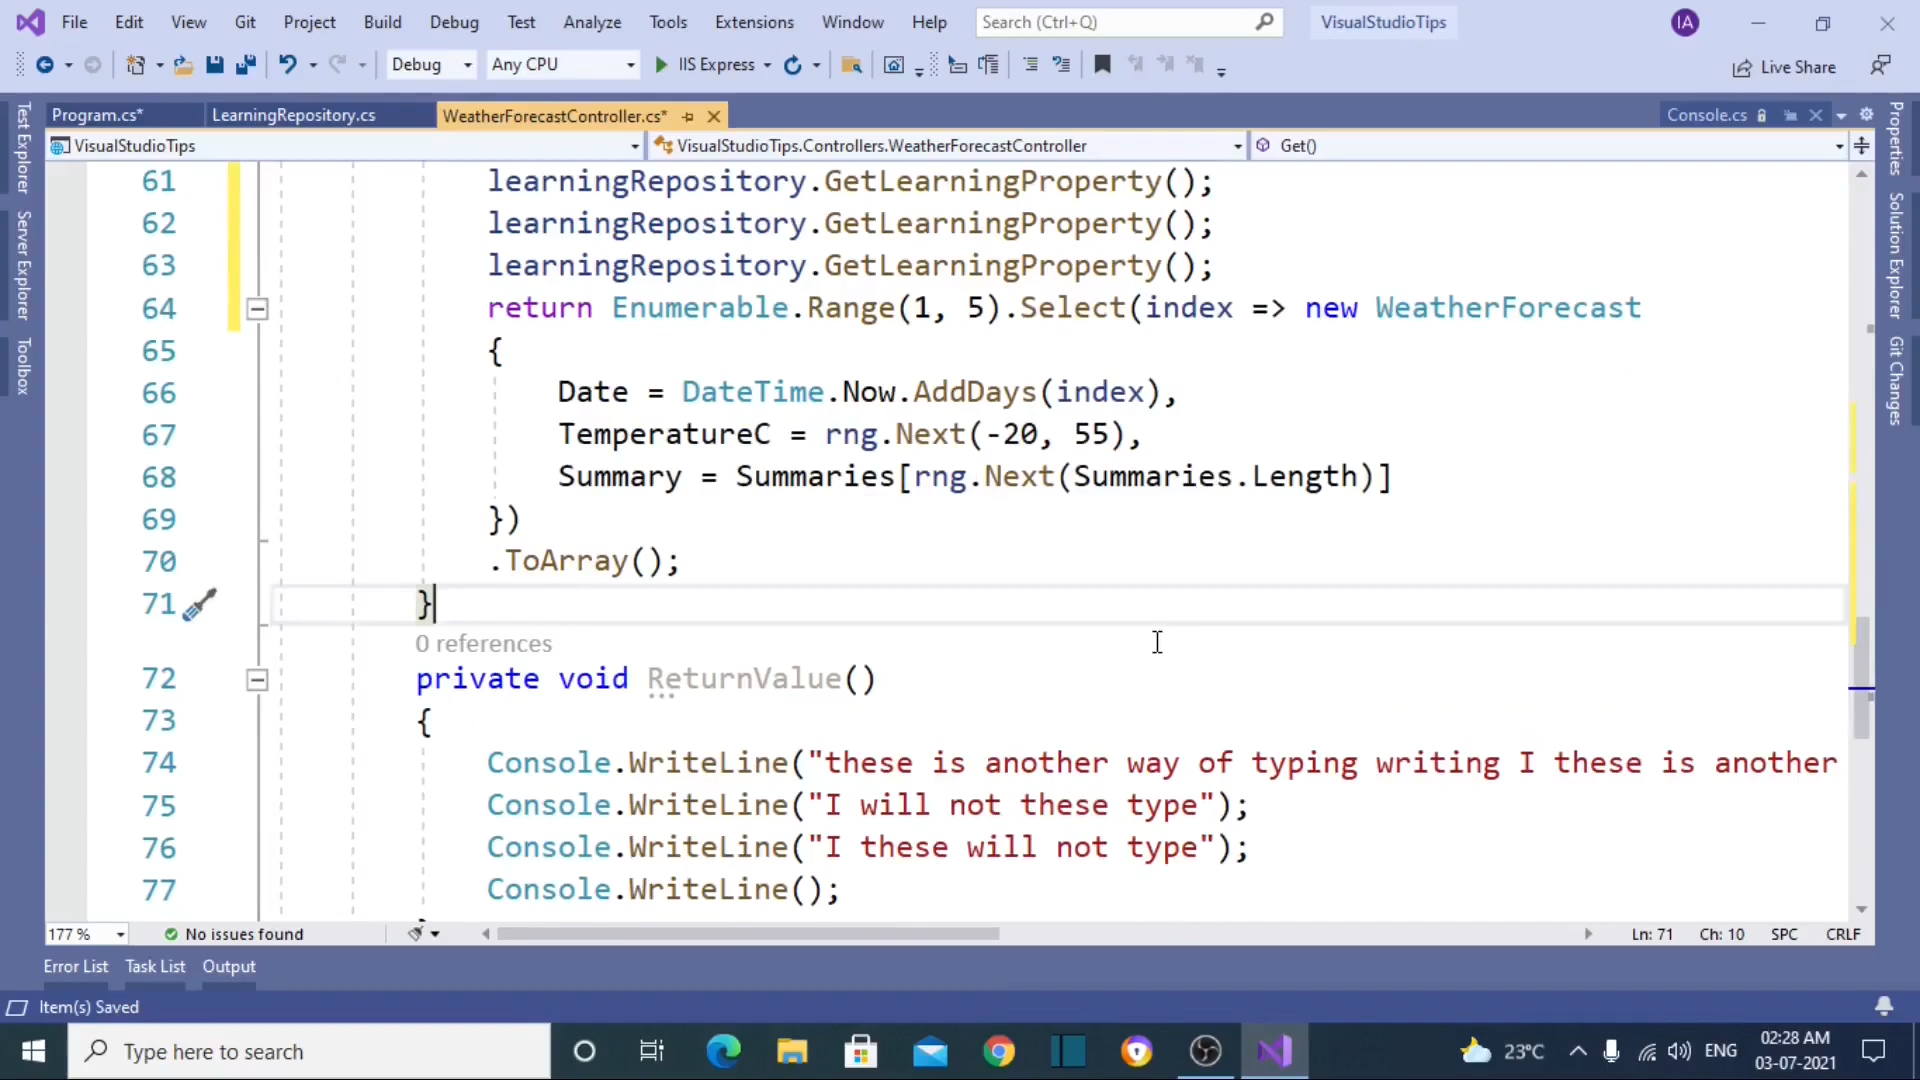 File Edit View Git Project Build Debug Test Analyze Tools Extensions Window Help Search (Ctrl+Q) VisualStudioTips IA
Debug Any CPU IIS Express Live Share
Program.cs* LearningRepository.cs WeatherForecastController.cs* Console.cs
VisualStudioTips VisualStudioTips.Controllers.WeatherForecastController Get()
Test Explorer
Server Explorer
Toolbox
Properties
Solution Explorer
Git Changes
61 learningRepository.GetLearningProperty();
62 learningRepository.GetLearningProperty();
63 learningRepository.GetLearningProperty();
64 return Enumerable.Range(1, 5).Select(index => new WeatherForecast
65 {
66 Date = DateTime.Now.AddDays(index),
67 TemperatureC = rng.Next(-20, 55),
68 Summary = Summaries[rng.Next(Summaries.Length)]
69 })
70 .ToArray();
71 }
0 references
72 private void ReturnValue()
73 {
74 Console.WriteLine("these is another way of typing writing I these is another
75 Console.WriteLine("I will not these type");
76 Console.WriteLine("I these will not type");
77 Console.WriteLine();
177 % No issues found Ln: 71 Ch: 10 SPC CRLF
Error List Task List Output
Item(s) Saved
Type here to search 23°C ENG 02:28 AM
03-07-2021